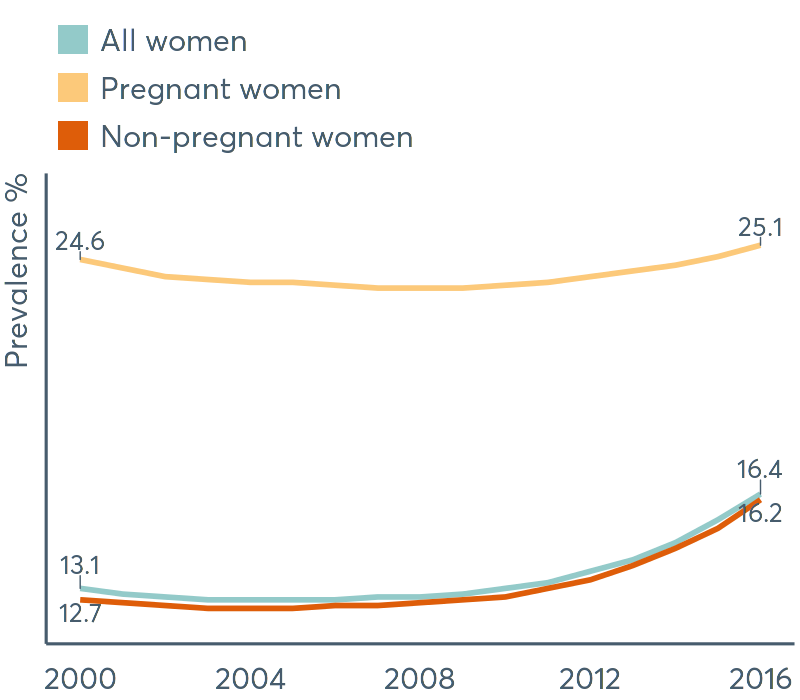 All women
Pregnant women
Non-pregnant women
Prevalence %
24.6
25.1
16.4
16.2
13.1
12.7
2000 2004 2008 2012 2016